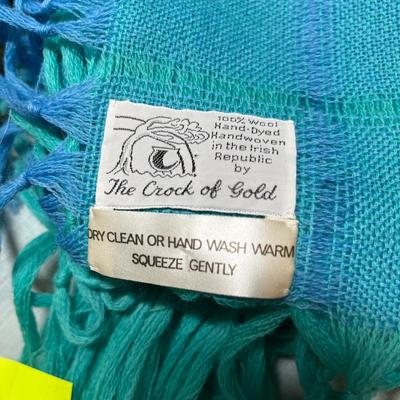 100% Wool
Hand-Dyed
Handwoven
in the Irish
Republic
by
The Crock of Gold
DRY CLEAN OR HAND WASH WARM
SQUEEZE GENTLY